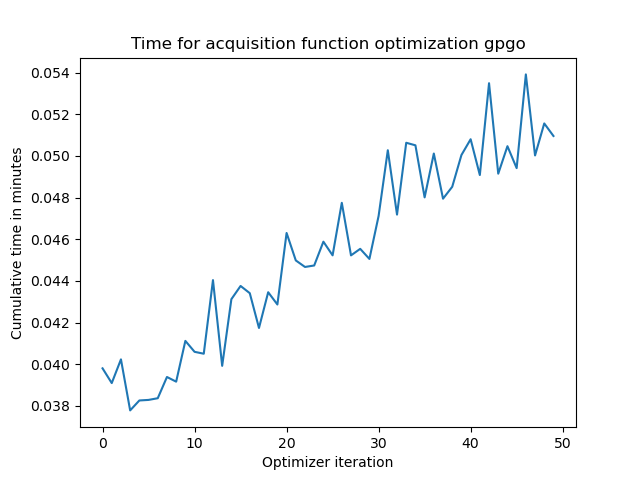 Time for acquisition function optimization gpgo
0.054
0.052
0.050
0.048
0.046
0.044
0.042
0.040
0.038
Cumulative time in minutes
0 10 20 30 40 50
Optimizer iteration